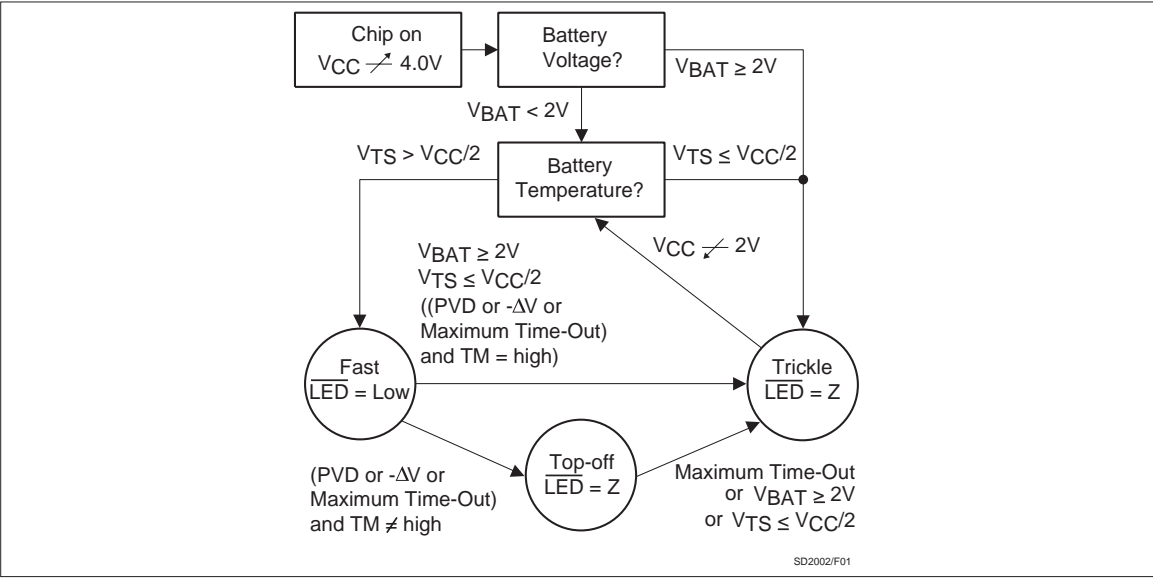 Chip on
VCC 4.0V
Battery
Voltage?
VBAT ≥ 2V
VBAT < 2V
VTS > VCC/2
Battery
Temperature?
VTS ≤ VCC/2
VCC 2V
VBAT ≥ 2V
VTS ≤ VCC/2
((PVD or -ΔV or
Maximum Time-Out)
and TM = high)
Fast
LED = Low
Trickle
LED = Z
Top-off
LED = Z
(PVD or -ΔV or
Maximum Time-Out)
and TM ≠ high
Maximum Time-Out
or VBAT ≥ 2V
or VTS ≤ VCC/2
SD2002/F01